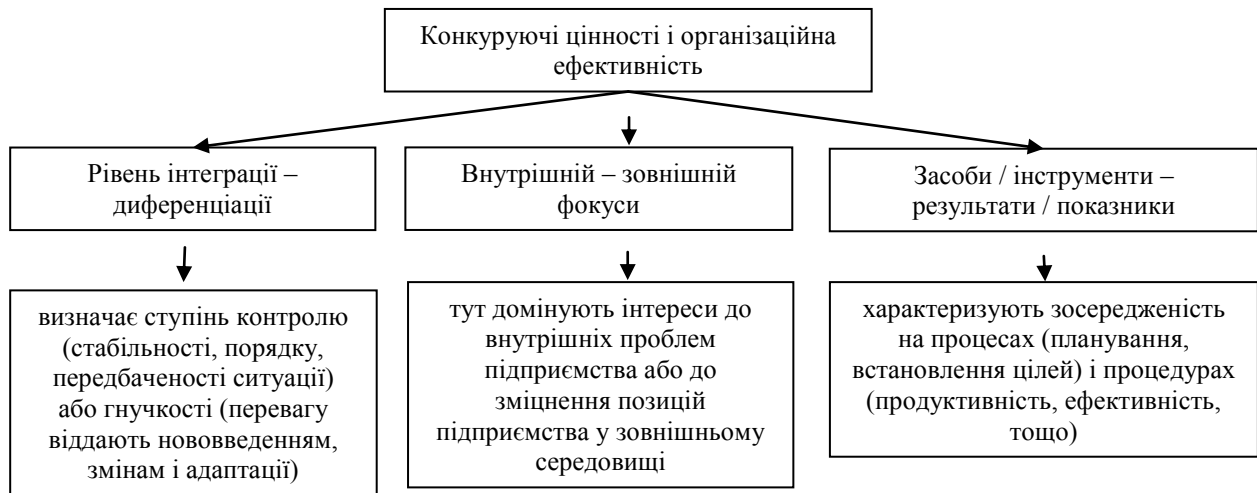 Конкуруючі цінності і організаційна
ефективність
Рівень інтеграції –
диференціації
Внутрішній – зовнішній
фокуси
Засоби / інструменти –
результати / показники
визначає ступінь контролю
(стабільності, порядку,
передбаченості ситуації)
або гнучкості (перевагу
віддають нововведенням,
змінам і адаптації)
тут домінують інтереси до
внутрішніх проблем
підприємства або до
зміцнення позицій
підприємства у зовнішньому
середовищі
характеризують зосередженість
на процесах (планування,
встановлення цілей) і процедурах
(продуктивність, ефективність,
тощо)